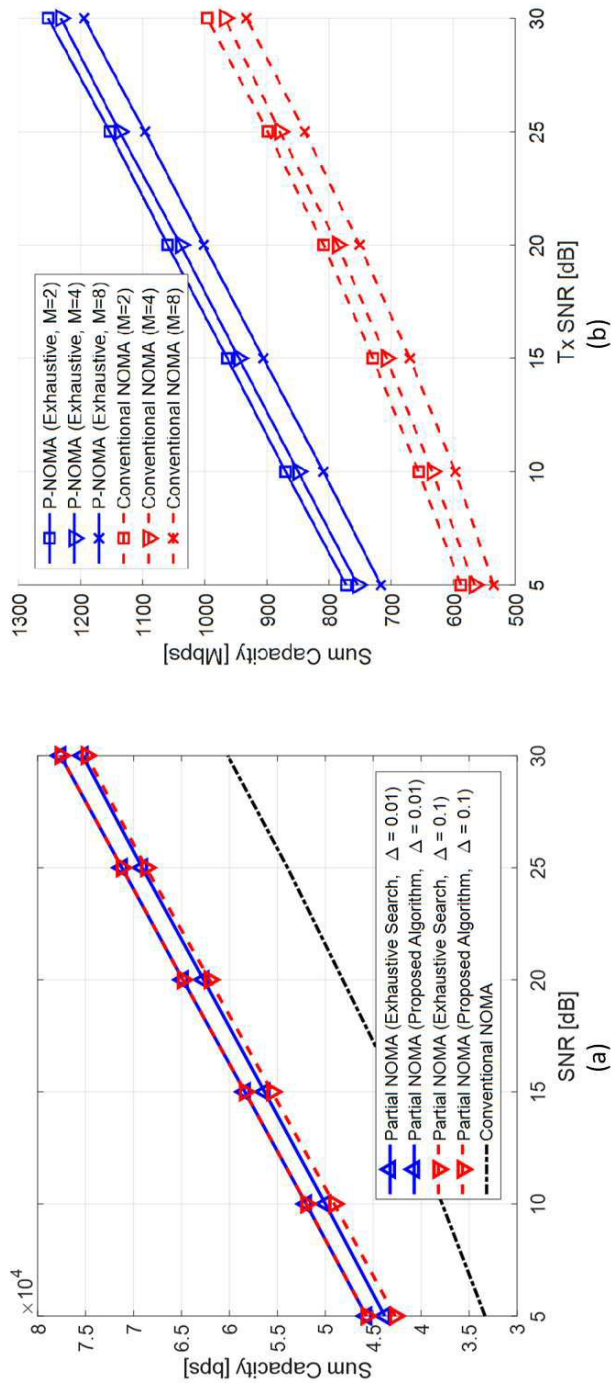 ×10⁴
8
7.5
7
6.5
6
5.5
5
4.5
4
3.5
3
Sum Capacity [bps]
Partial NOMA (Exhaustive Search, Δ = 0.01)
Partial NOMA (Proposed Algorithm, Δ = 0.01)
Partial NOMA (Exhaustive Search, Δ = 0.1)
Partial NOMA (Proposed Algorithm, Δ = 0.1)
Conventional NOMA
5
10
15
20
25
30
SNR [dB]
(a)
1300
1200
1100
1000
900
800
700
600
500
Sum Capacity [Mbps]
P-NOMA (Exhaustive, M=2)
P-NOMA (Exhaustive, M=4)
P-NOMA (Exhaustive, M=8)
Conventional NOMA (M=2)
Conventional NOMA (M=4)
Conventional NOMA (M=8)
5
10
15
20
25
30
Tx SNR [dB]
(b)